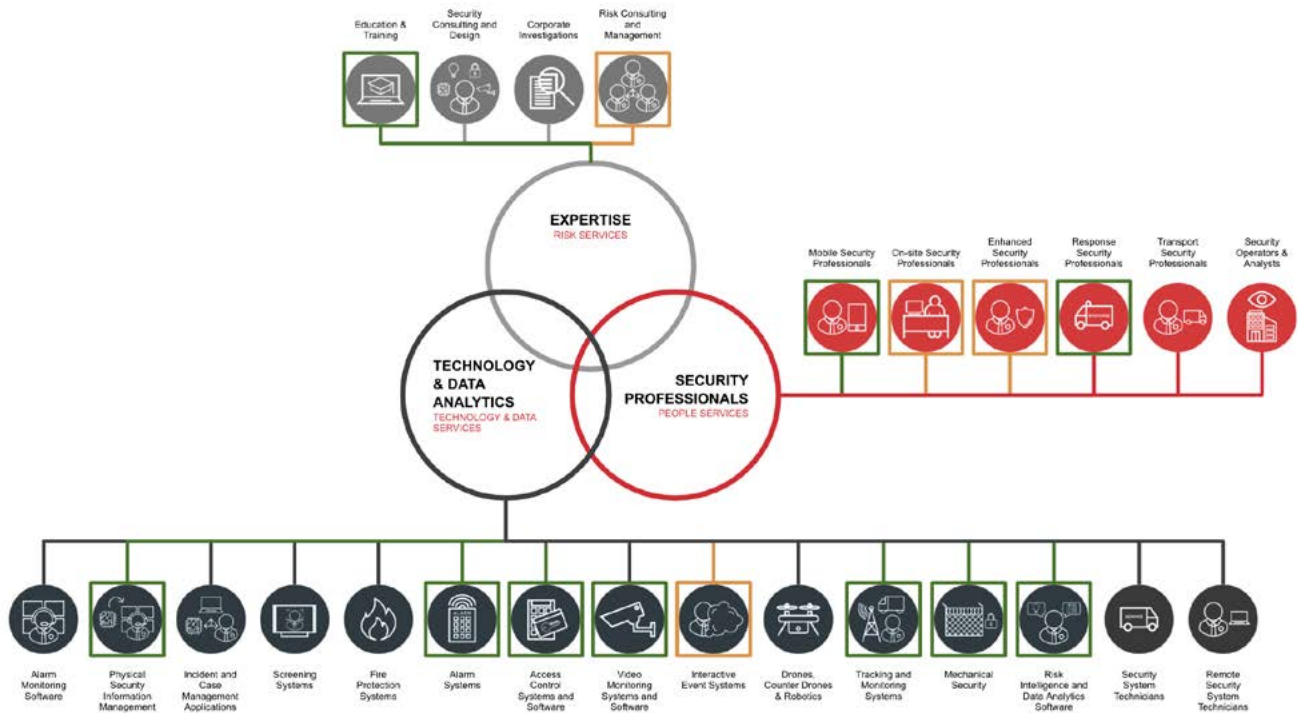 Education &
Training
Security
Consulting and
Design
Corporate
Investigations
Risk Consulting
and
Management
EXPERTISE
RISK SERVICES
Mobile Security
Professionals
On-site Security
Professionals
Enhanced
Security
Professionals
Response
Security
Professionals
Transport
Security
Professionals
Security
Operators &
Analysts
TECHNOLOGY
& DATA
ANALYTICS
TECHNOLOGY & DATA
SERVICES
SECURITY
PROFESSIONALS
PEOPLE SERVICES
ALARM
Alarm
Monitoring
Software
Physical
Security
Information
Management
Incident and
Case
Management
Applications
Screening
Systems
Fire
Protection
Systems
Alarm
Systems
Access
Control
Systems and
Software
Video
Monitoring
Systems and
Software
Interactive
Event Systems
Drones,
Counter Drones
& Robotics
Tracking and
Monitoring
Systems
Mechanical
Security
Risk
Intelligence and
Data Analytics
Software
Security
System
Technicians
Remote
Security
System
Technicians